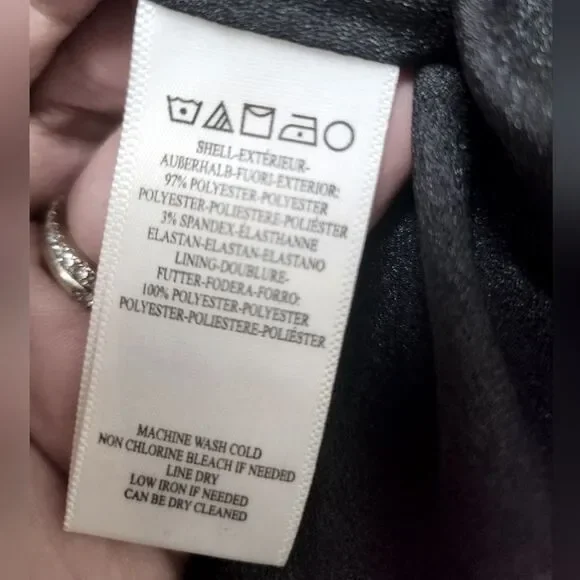 SHELL-EXTÉRIEUR-
AUßERHALB-FUORI-EXTERIOR:
97% POLYESTER-POLYESTER
POLYESTER-POLIESTERE-POLIÉSTER
3% SPANDEX-ÉLASTHANNE
ELASTAN-ELASTAN-ELASTANO
LINING-DOUBLURE-
FUTTER-FODERA-FORRO:
100% POLYESTER-POLYESTER
POLYESTER-POLIESTERE-POLIÉSTER
MACHINE WASH COLD
NON CHLORINE BLEACH IF NEEDED
LINE DRY
LOW IRON IF NEEDED
CAN BE DRY CLEANED